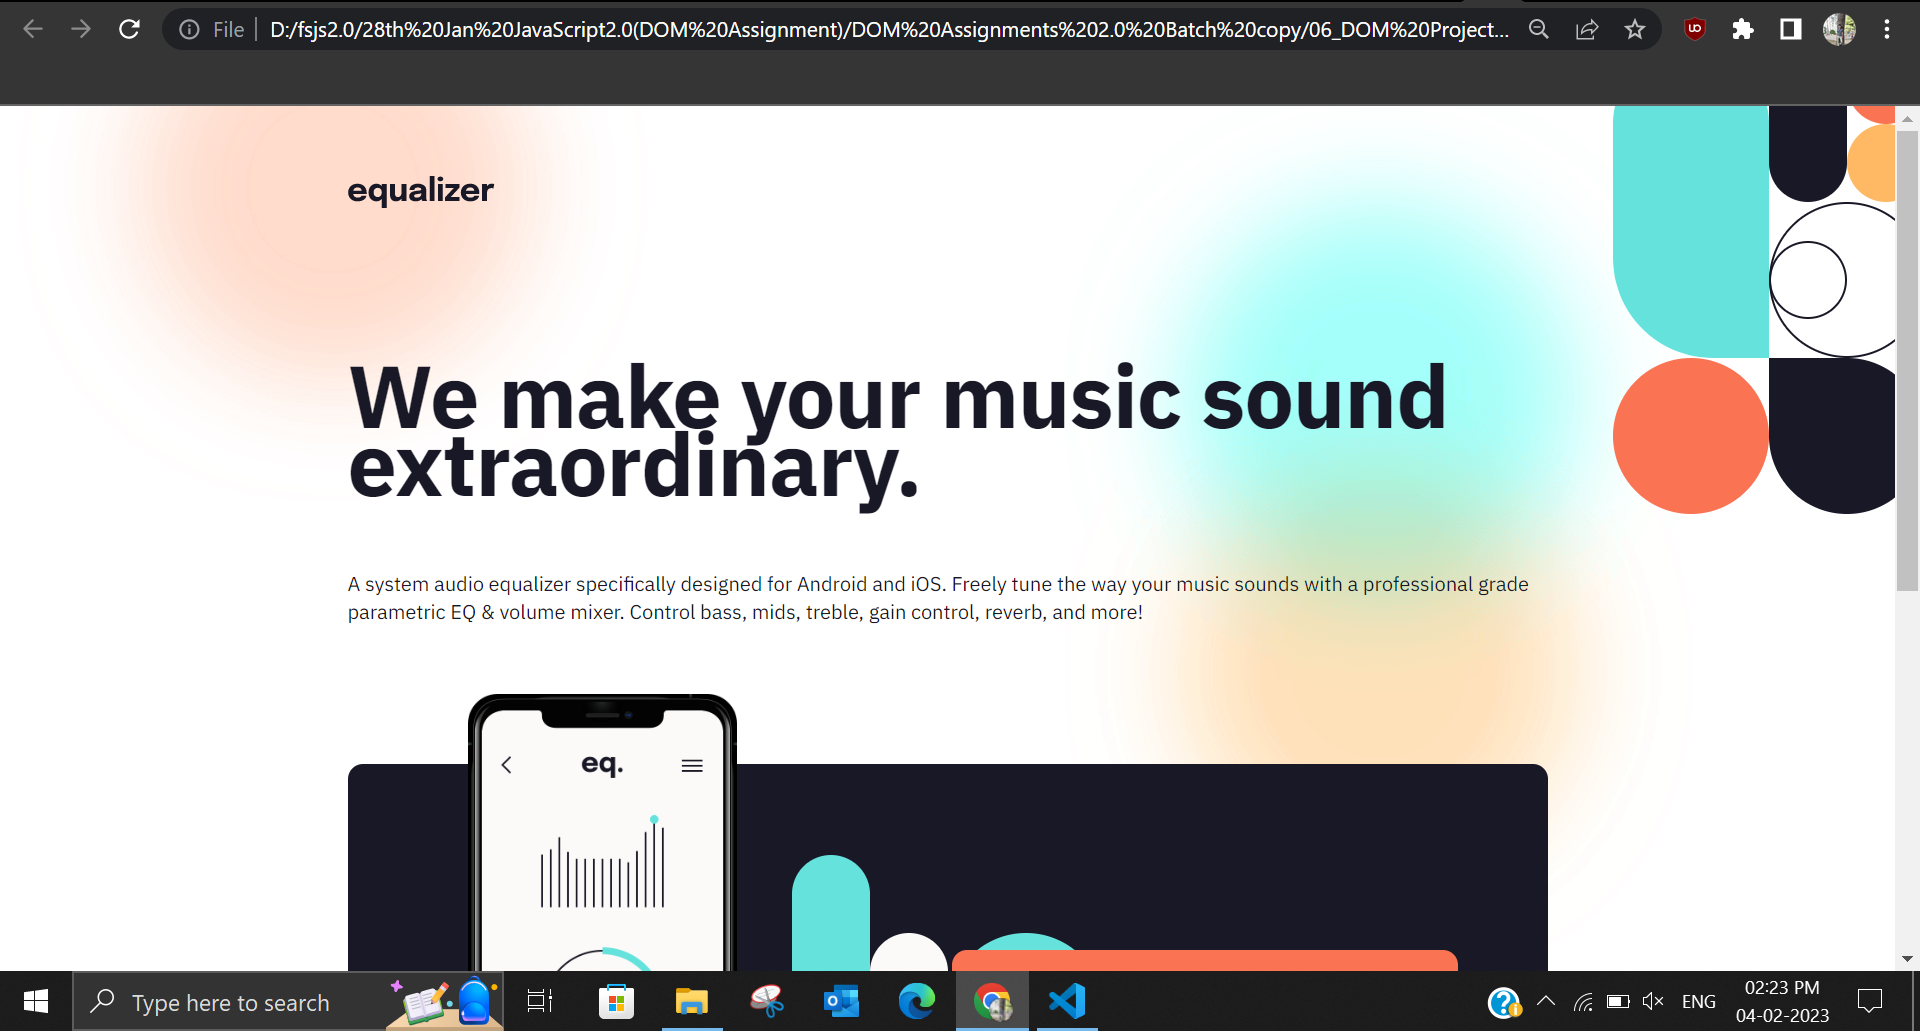 File
D:/fsjs2.0/28th%20Jan%20JavaScript2.0(DOM%20Assignment)/DOM%20Assignments%202.0%20Batch%20copy/06_DOM%20Project...
equalizer
We make your music sound
extraordinary.
A system audio equalizer specifically designed for Android and iOS. Freely tune the way your music sounds with a professional grade
parametric EQ & volume mixer. Control bass, mids, treble, gain control, reverb, and more!
eq.
Type here to search
ENG
02:23 PM
04-02-2023